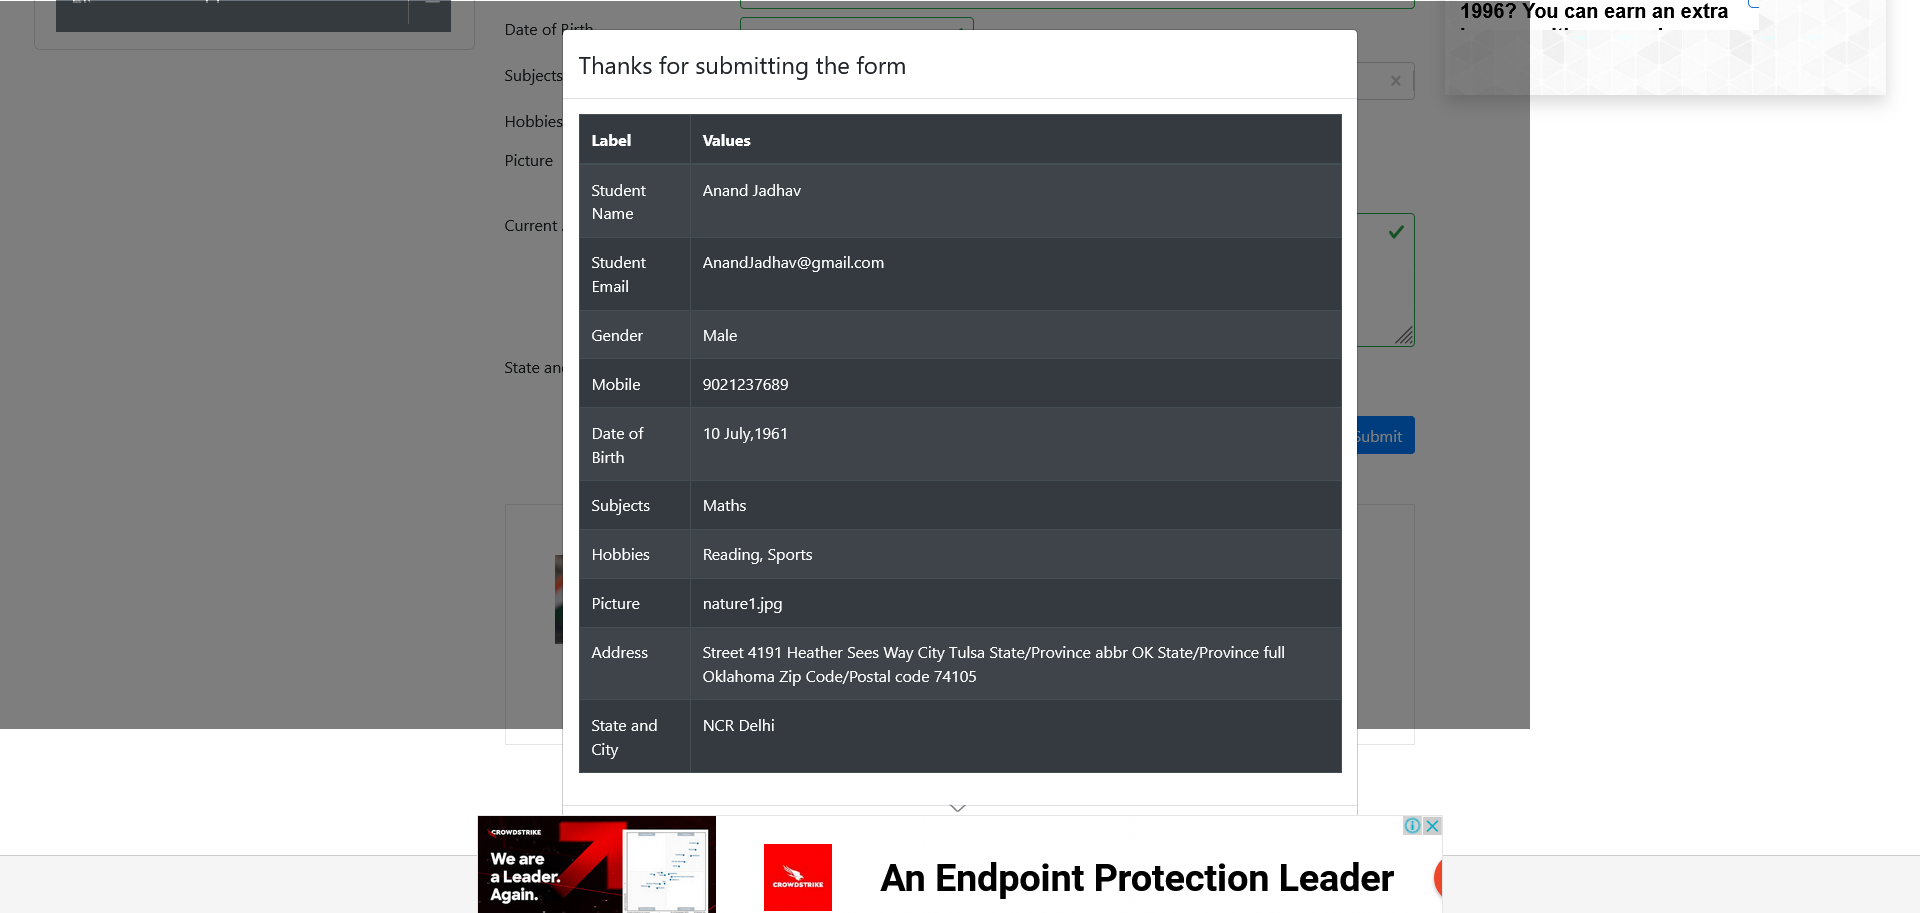 1996? You can earn an extra
Date of Birth
Thanks for submitting the form
Subjects
Hobbies
Picture
Current
State and
Submit
Label Values
Student Name Anand Jadhav
Student Email AnandJadhav@gmail.com
Gender Male
Mobile 9021237689
Date of Birth 10 July,1961
Subjects Maths
Hobbies Reading, Sports
Picture nature1.jpg
Address Street 4191 Heather Sees Way City Tulsa State/Province abbr OK State/Province full
Oklahoma Zip Code/Postal code 74105
State and City NCR Delhi
CROWDSTRIKE
We are
a Leader.
Again.
CROWDSTRIKE
An Endpoint Protection Leader